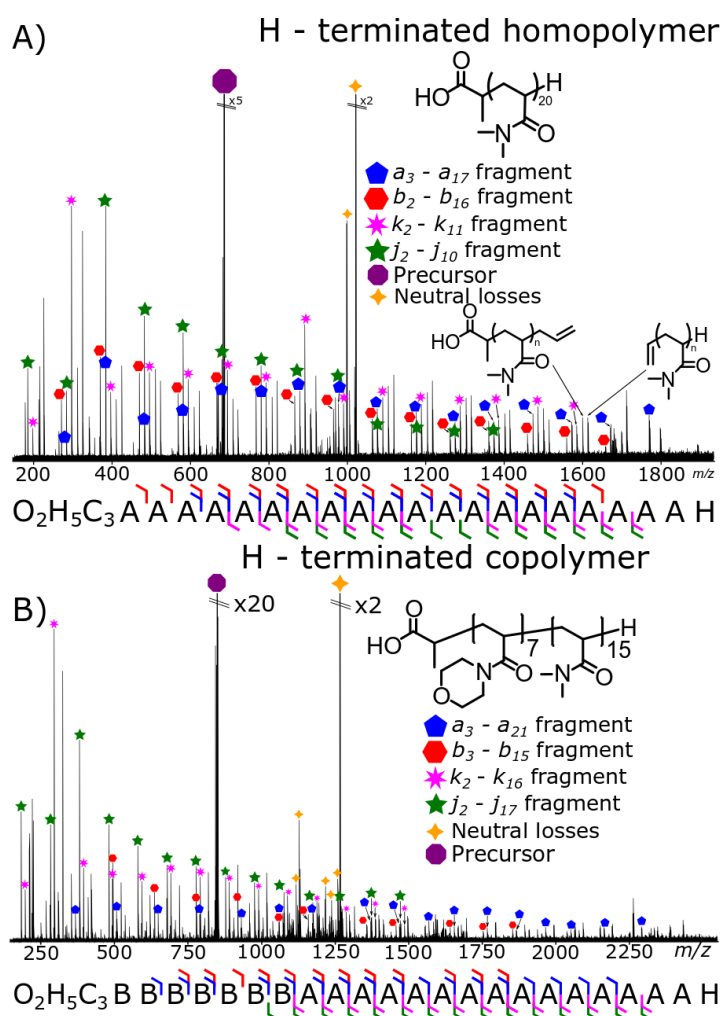 A)
H - terminated homopolymer
x5
x2
HO
O
H
20
N
O
a3 - a17 fragment
b2 - b16 fragment
k2 - k11 fragment
j2 - j10 fragment
Precursor
Neutral losses
O
HO
n
O
N
H
n
O
N
200 400 600 800 1000 1200 1400 1600 1800 m/z
O2H5C3 A A A A A A A A A A A A A A A A A A A A H
H - terminated copolymer
B)
x20
x2
O
HO
7
15
H
N
O
N
O
O
a3 - a21 fragment
b3 - b15 fragment
k2 - k16 fragment
j2 - j17 fragment
Neutral losses
Precursor
250 500 750 1000 1250 1500 1750 2000 2250 m/z
O2H5C3 B B B B B B B A A A A A A A A A A A A A A A H